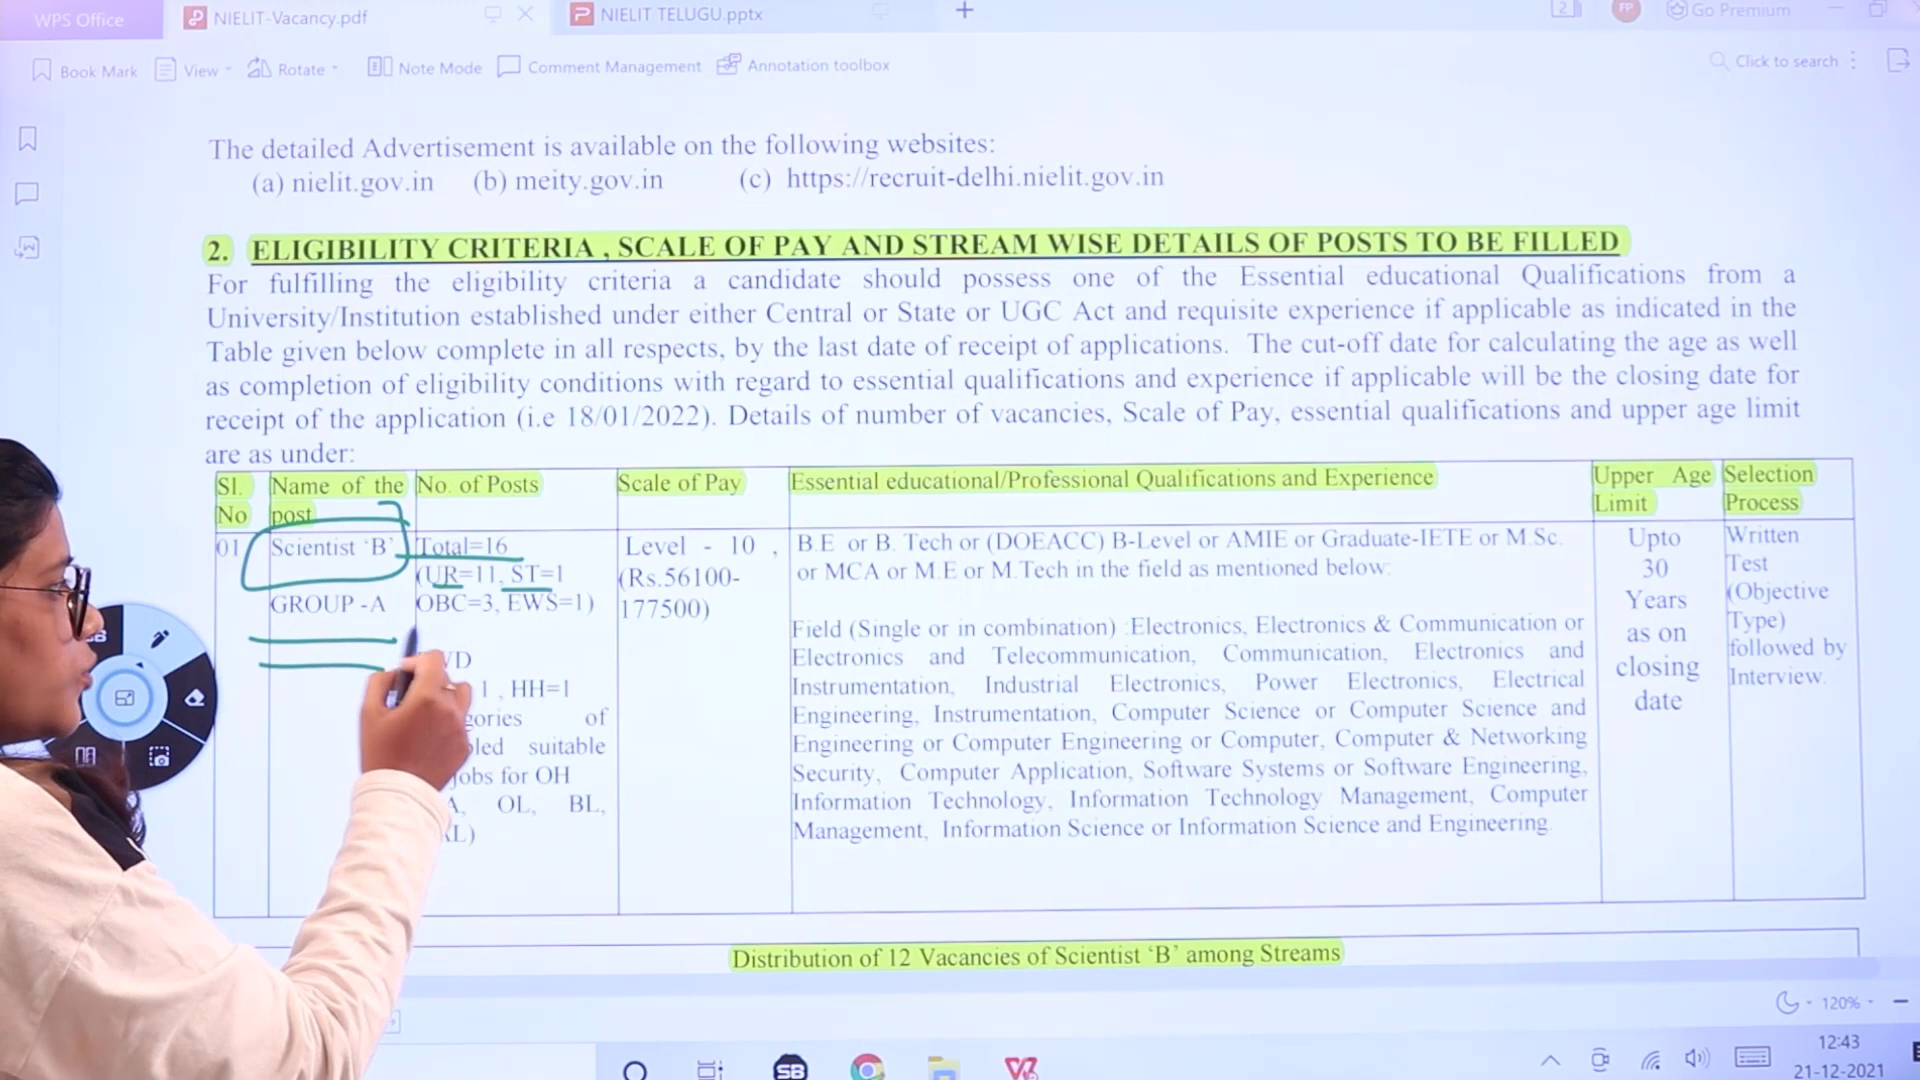 WPS Office
NIELIT-Vacancy.pdf
NIELIT TELUGU.pptx
2
FP
Go Premium
Book Mark
View
Rotate
Note Mode
Comment Management
Annotation toolbox
Click to search
The detailed Advertisement is available on the following websites:
(a) nielit.gov.in (b) meity.gov.in (c) https://recruit-delhi.nielit.gov.in
2. ELIGIBILITY CRITERIA , SCALE OF PAY AND STREAM WISE DETAILS OF POSTS TO BE FILLED
For fulfilling the eligibility criteria a candidate should possess one of the Essential educational Qualifications from a
University/Institution established under either Central or State or UGC Act and requisite experience if applicable as indicated in the
Table given below complete in all respects, by the last date of receipt of applications. The cut-off date for calculating the age as well
as completion of eligibility conditions with regard to essential qualifications and experience if applicable will be the closing date for
receipt of the application (i.e 18/01/2022). Details of number of vacancies, Scale of Pay, essential qualifications and upper age limit
are as under:
Sl.
No
Name of the
post
No. of Posts
Scale of Pay
Essential educational/Professional Qualifications and Experience
Upper Age
Limit
Selection
Process
01
Scientist ‘B’
GROUP -A
Total=16
(UR=11, ST=1
OBC=3, EWS=1)
VD
1 , HH=1
gories of
led suitable
jobs for OH
A, OL, BL,
L)
Level - 10 ,
(Rs.56100-
177500)
B.E or B. Tech or (DOEACC) B-Level or AMIE or Graduate-IETE or M.Sc.
or MCA or M.E or M.Tech in the field as mentioned below:
Field (Single or in combination) :Electronics, Electronics & Communication or
Electronics and Telecommunication, Communication, Electronics and
Instrumentation, Industrial Electronics, Power Electronics, Electrical
Engineering, Instrumentation, Computer Science or Computer Science and
Engineering or Computer Engineering or Computer, Computer & Networking
Security, Computer Application, Software Systems or Software Engineering,
Information Technology, Information Technology Management, Computer
Management, Information Science or Information Science and Engineering.
Upto
30
Years
as on
closing
date
Written
Test
(Objective
Type)
followed by
Interview.
Distribution of 12 Vacancies of Scientist ‘B’ among Streams
120%
SB
12:43
21-12-2021